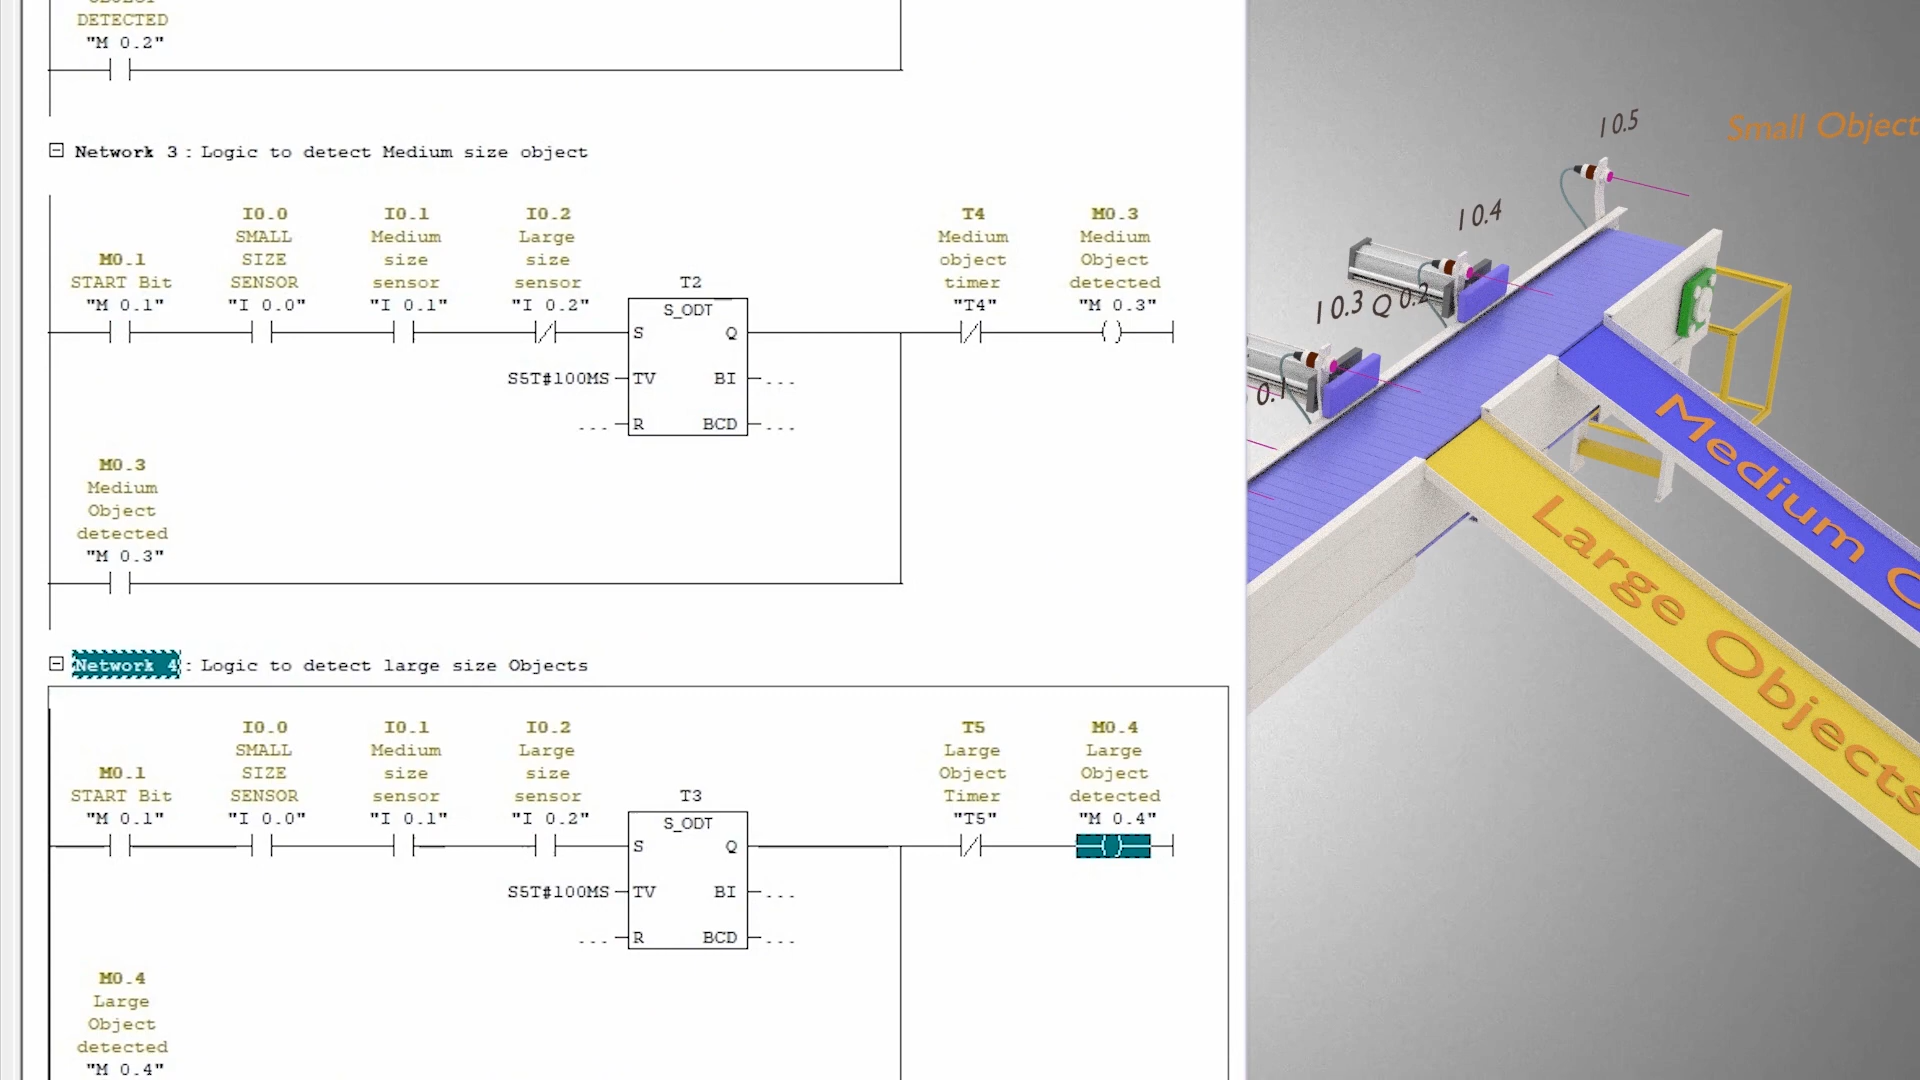 DETECTED
"M 0.2"
Network 3 : Logic to detect Medium size object
I0.0 I0.1 I0.2 T4 M0.3
SMALL Medium Large Medium Medium
M0.1 SIZE size size object Object
START Bit SENSOR sensor sensor timer detected
"M 0.1" "I 0.0" "I 0.1" "I 0.2" "T4" "M 0.3"
T2
S_ODT
S Q
S5T#100MS TV BI ...
... R BCD ...
M0.3
Medium
Object
detected
"M 0.3"
Network 4 : Logic to detect large size Objects
I0.0 I0.1 I0.2 T5 M0.4
SMALL Medium Large Large Large
M0.1 SIZE size size Object Object
START Bit SENSOR sensor sensor Timer detected
"M 0.1" "I 0.0" "I 0.1" "I 0.2" "T5" "M 0.4"
T3
S_ODT
S Q
S5T#100MS TV BI ...
... R BCD ...
M0.4
Large
Object
detected
"M 0.4"
I 0.5
Small Object
I 0.4
I 0.3 Q 0.2
0.1
Medium O
Large Objects